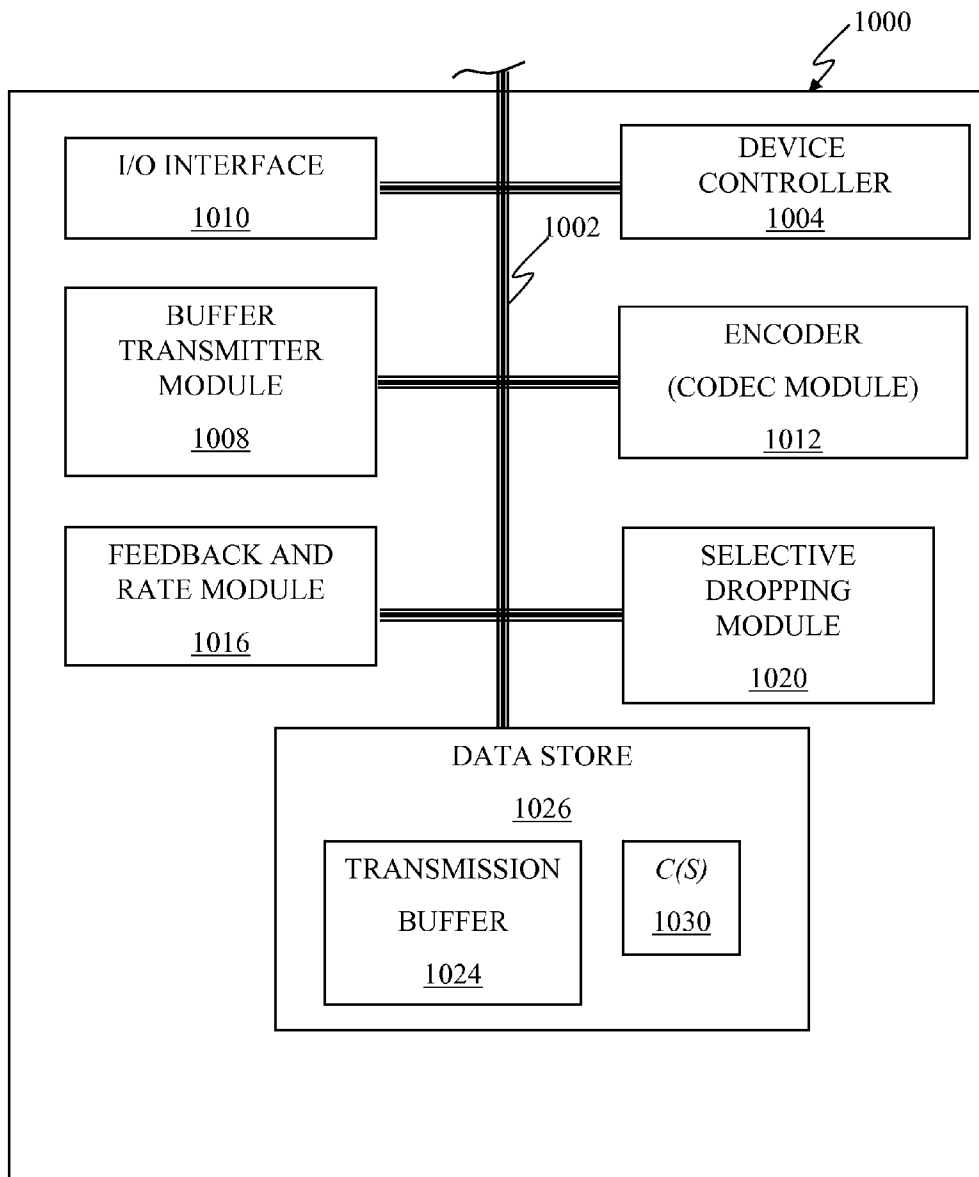 1000
I/O INTERFACE
1010
DEVICE
CONTROLLER
1004
1002
BUFFER
TRANSMITTER
MODULE
1008
ENCODER
(CODEC MODULE)
1012
FEEDBACK AND
RATE MODULE
1016
SELECTIVE
DROPPING
MODULE
1020
DATA STORE
1026
TRANSMISSION
BUFFER
1024
C(S)
1030